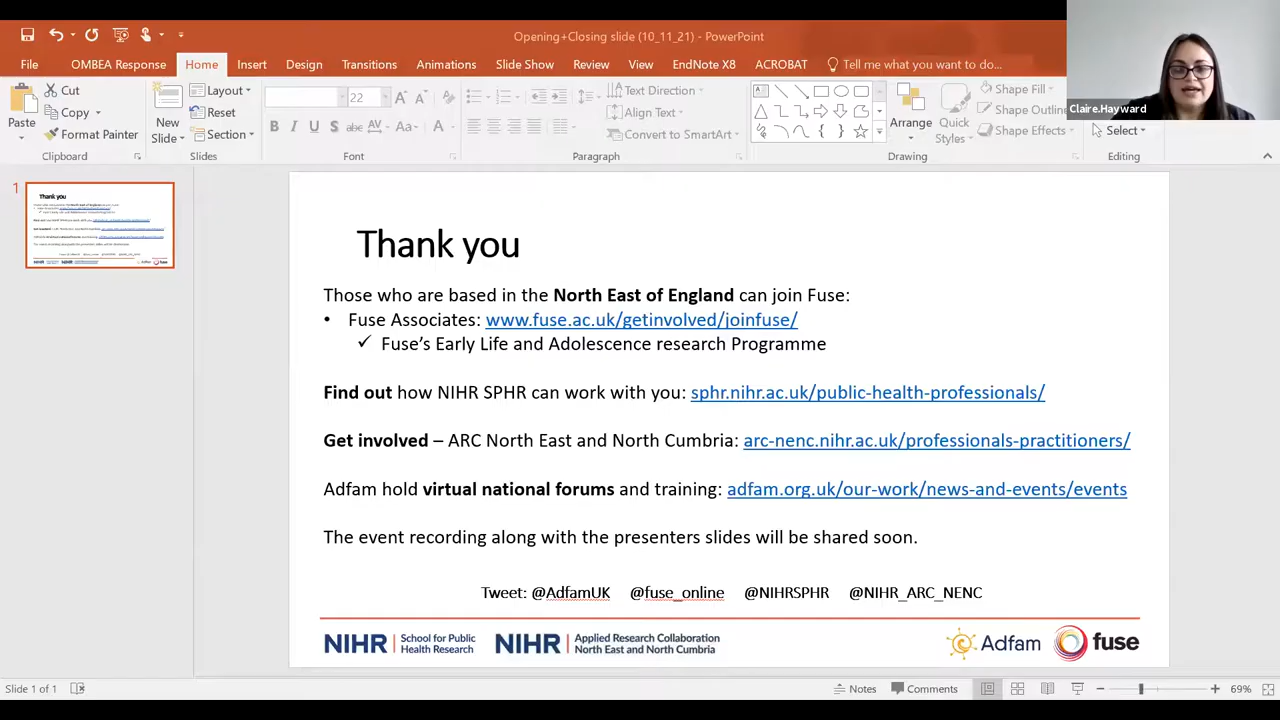 Opening+Closing slide (10_11_21) - PowerPoint
File OMBEA Response Home Insert Design Transitions Animations Slide Show Review View EndNote X8 ACROBAT Tell me what you want to do...
Claire.Hayward
Paste
Cut
Copy
Format Painter
Clipboard
New Slide
Layout
Reset
Section
Slides
22
B I U S abc AV Aa A
Font
Text Direction
Align Text
Convert to SmartArt
Paragraph
Arrange
Quick Styles
Shape Fill
Shape Outline
Shape Effects
Drawing
Select
Editing
1
Thank you
Thank you
Those who are based in the North East of England can join Fuse:
• Fuse Associates: www.fuse.ac.uk/getinvolved/joinfuse/
✓ Fuse’s Early Life and Adolescence research Programme
Find out how NIHR SPHR can work with you: sphr.nihr.ac.uk/public-health-professionals/
Get involved – ARC North East and North Cumbria: arc-nenc.nihr.ac.uk/professionals-practitioners/
Adfam hold virtual national forums and training: adfam.org.uk/our-work/news-and-events/events
The event recording along with the presenters slides will be shared soon.
Tweet: @AdfamUK @fuse_online @NIHRSPHR @NIHR_ARC_NENC
NIHR | School for Public Health Research
NIHR | Applied Research Collaboration North East and North Cumbria
Adfam
fuse
Slide 1 of 1
Notes
Comments
69%